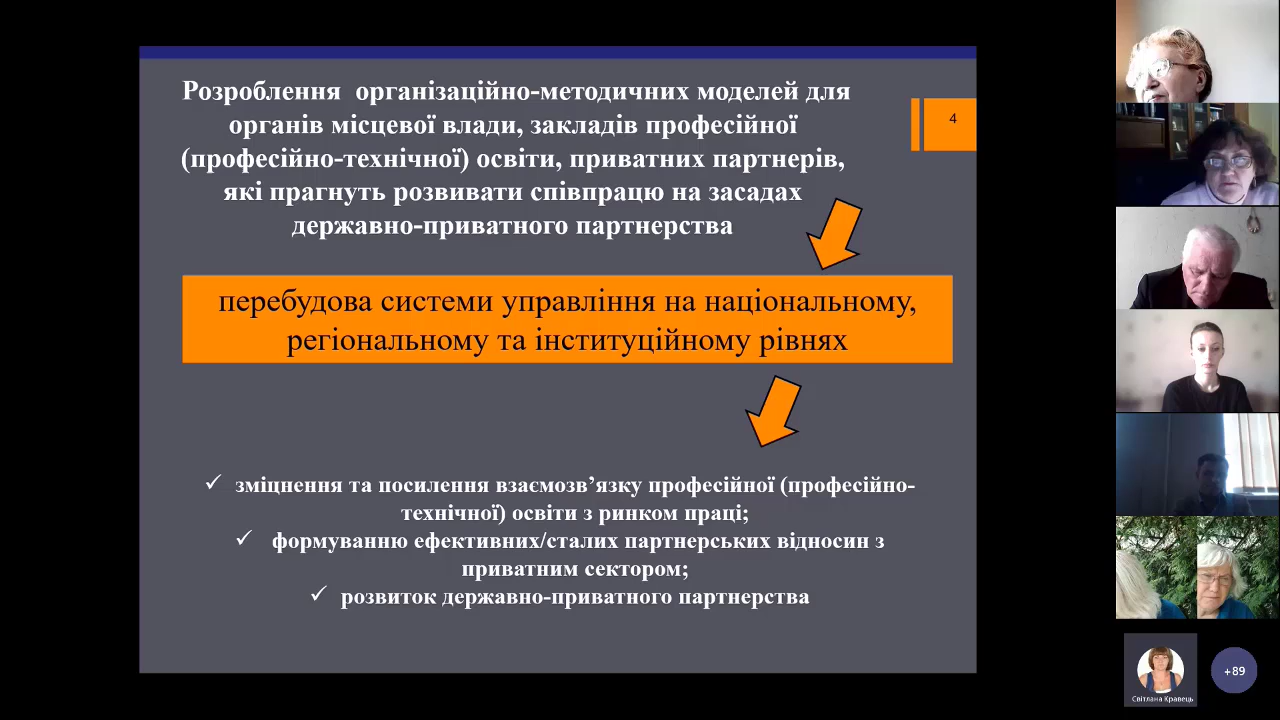 Розроблення організаційно-методичних моделей для
органів місцевої влади, закладів професійної
(професійно-технічної) освіти, приватних партнерів,
які прагнуть розвивати співпрацю на засадах
державно-приватного партнерства
4
перебудова системи управління на національному,
регіональному та інституційному рівнях
✓ зміцнення та посилення взаємозв’язку професійної (професійно-
технічної) освіти з ринком праці;
✓ формуванню ефективних/сталих партнерських відносин з
приватним сектором;
✓ розвиток державно-приватного партнерства
Світлана Кравець
+89